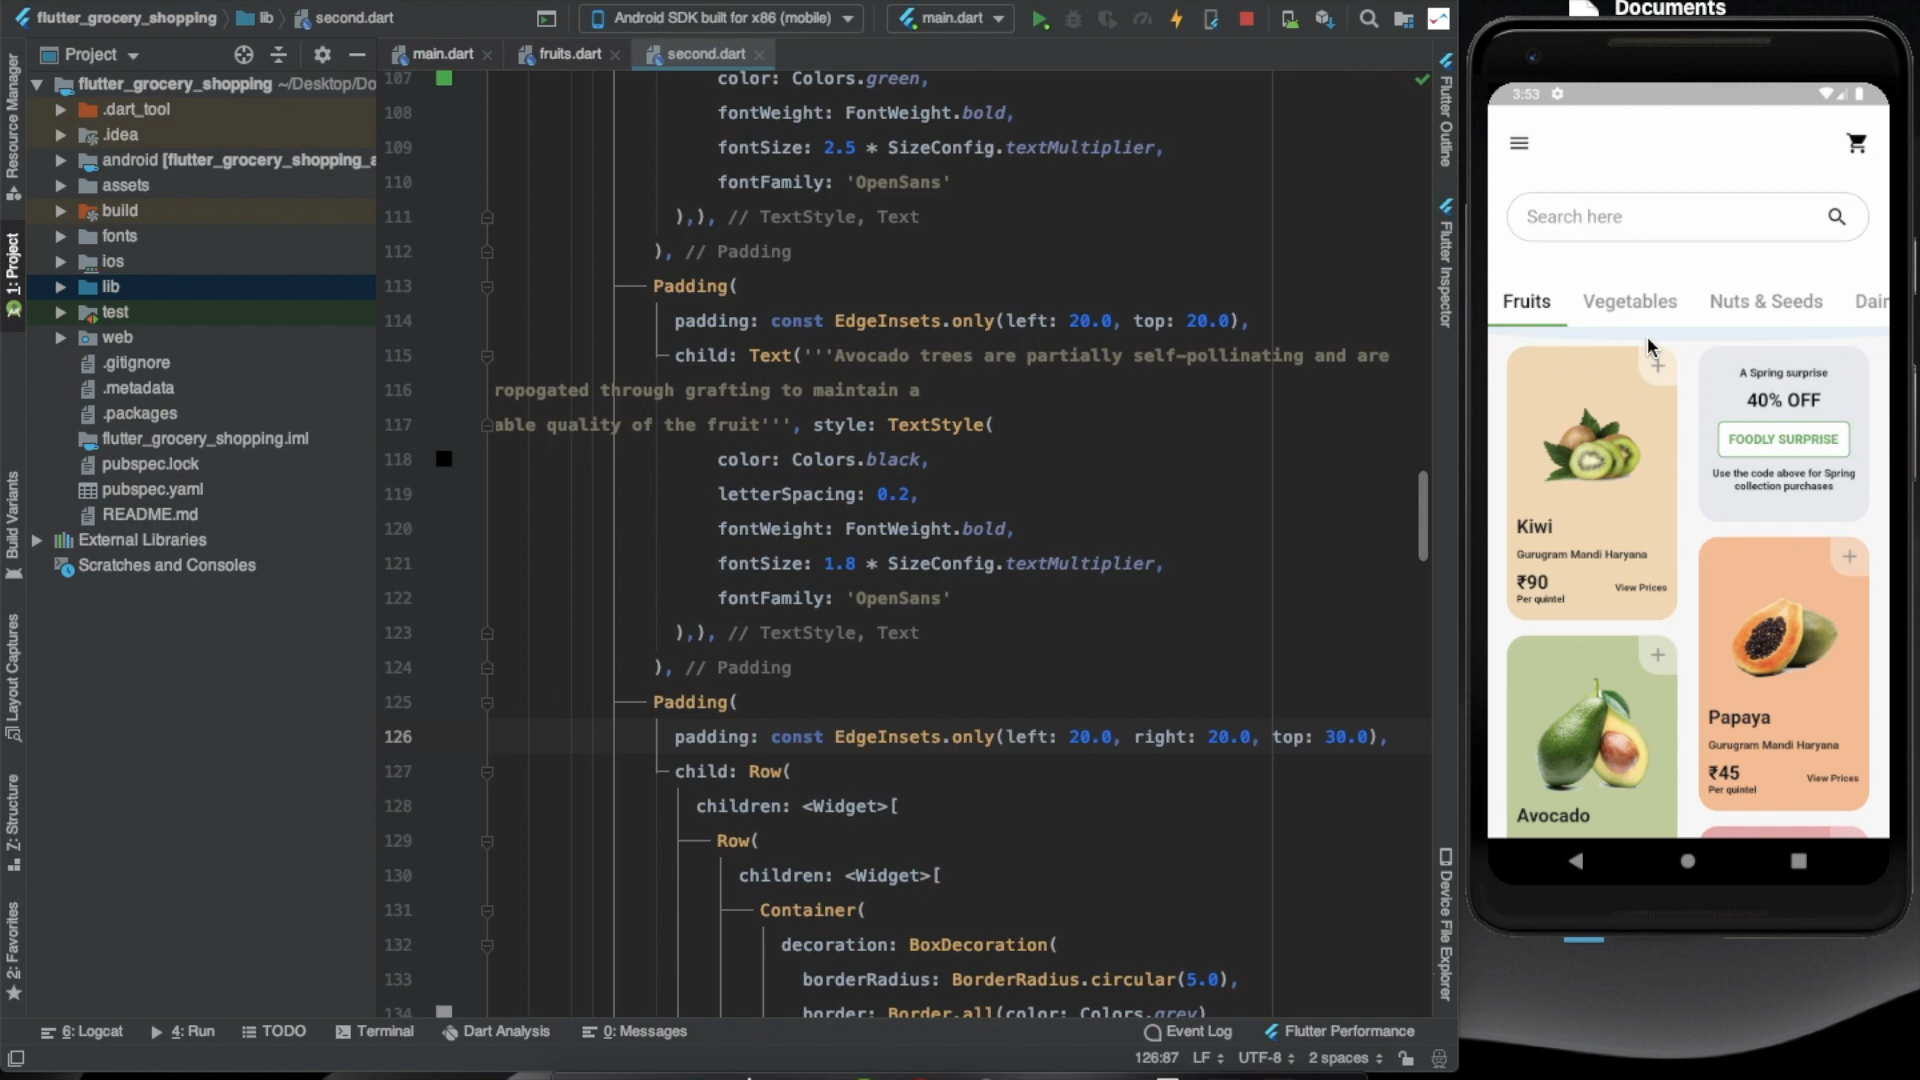 flutter_grocery_shopping
lib
second.dart
Android SDK built for x86 (mobile)
main.dart
Documents
Project
main.dart
fruits.dart
second.dart
Resource Manager
1: Project
Build Variants
Layout Captures
Z: Structure
2: Favorites
flutter_grocery_shopping ~/Desktop/Do
.dart_tool
.idea
android [flutter_grocery_shopping_a
assets
build
fonts
ios
lib
test
web
.gitignore
.metadata
.packages
flutter_grocery_shopping.iml
pubspec.lock
pubspec.yaml
README.md
External Libraries
Scratches and Consoles
107 color: Colors.green,
108 fontWeight: FontWeight.bold,
109 fontSize: 2.5 * SizeConfig.textMultiplier,
110 fontFamily: 'OpenSans'
111 ),), // TextStyle, Text
112 ), // Padding
113 Padding(
114 padding: const EdgeInsets.only(left: 20.0, top: 20.0),
115 child: Text('''Avocado trees are partially self-pollinating and are
116 ropogated through grafting to maintain a
117 able quality of the fruit''', style: TextStyle(
118 color: Colors.black,
119 letterSpacing: 0.2,
120 fontWeight: FontWeight.bold,
121 fontSize: 1.8 * SizeConfig.textMultiplier,
122 fontFamily: 'OpenSans'
123 ),), // TextStyle, Text
124 ), // Padding
125 Padding(
126 padding: const EdgeInsets.only(left: 20.0, right: 20.0, top: 30.0),
127 child: Row(
128 children: <Widget>[
129 Row(
130 children: <Widget>[
131 Container(
132 decoration: BoxDecoration(
133 borderRadius: BorderRadius.circular(5.0),
134 border: Border.all(color: Colors.grey)
Flutter Outline
Flutter Inspector
Device File Explorer
6: Logcat
4: Run
TODO
Terminal
Dart Analysis
0: Messages
Event Log
Flutter Performance
126:87
LF
UTF-8
2 spaces
3:53
Search here
Fruits
Vegetables
Nuts & Seeds
Dair
+
Kiwi
Gurugram Mandi Haryana
₹90
Per quintel
View Prices
A Spring surprise
40% OFF
FOODLY SURPRISE
Use the code above for Spring
collection purchases
+
Papaya
Gurugram Mandi Haryana
₹45
Per quintel
View Prices
+
Avocado